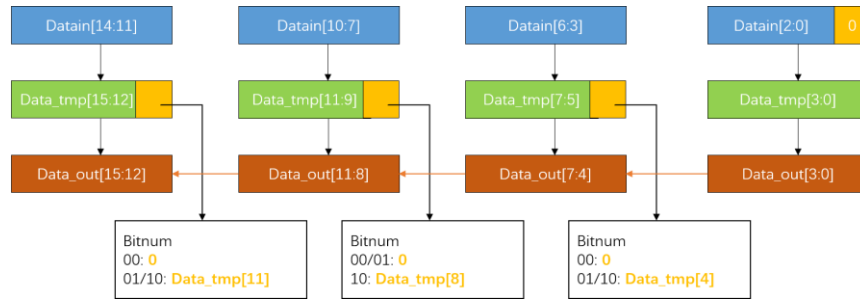 Datain[14:11]
Datain[10:7]
Datain[6:3]
Datain[2:0]
0
Data_tmp[15:12]
Data_tmp[11:9]
Data_tmp[7:5]
Data_tmp[3:0]
Data_out[15:12]
Data_out[11:8]
Data_out[7:4]
Data_out[3:0]
Bitnum
00: 0
01/10: Data_tmp[11]
Bitnum
00/01: 0
10: Data_tmp[8]
Bitnum
00: 0
01/10: Data_tmp[4]